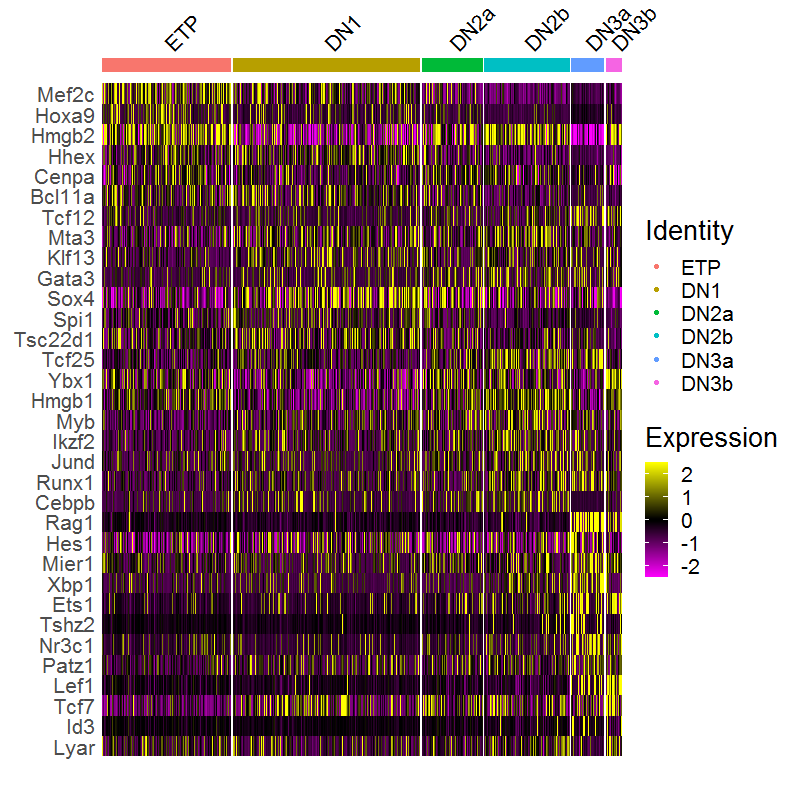 ETP
DN1
DN2a
DN2b
DN3a
DN3b
Mef2c
Hoxa9
Hmgb2
Hhex
Cenpa
Bcl11a
Tcf12
Mta3
Klf13
Gata3
Sox4
Spi1
Tsc22d1
Tcf25
Ybx1
Hmgb1
Myb
Ikzf2
Jund
Runx1
Cebpb
Rag1
Hes1
Mier1
Xbp1
Ets1
Tshz2
Nr3c1
Patz1
Lef1
Tcf7
Id3
Lyar
Identity
ETP
DN1
DN2a
DN2b
DN3a
DN3b
Expression
2
1
0
-1
-2